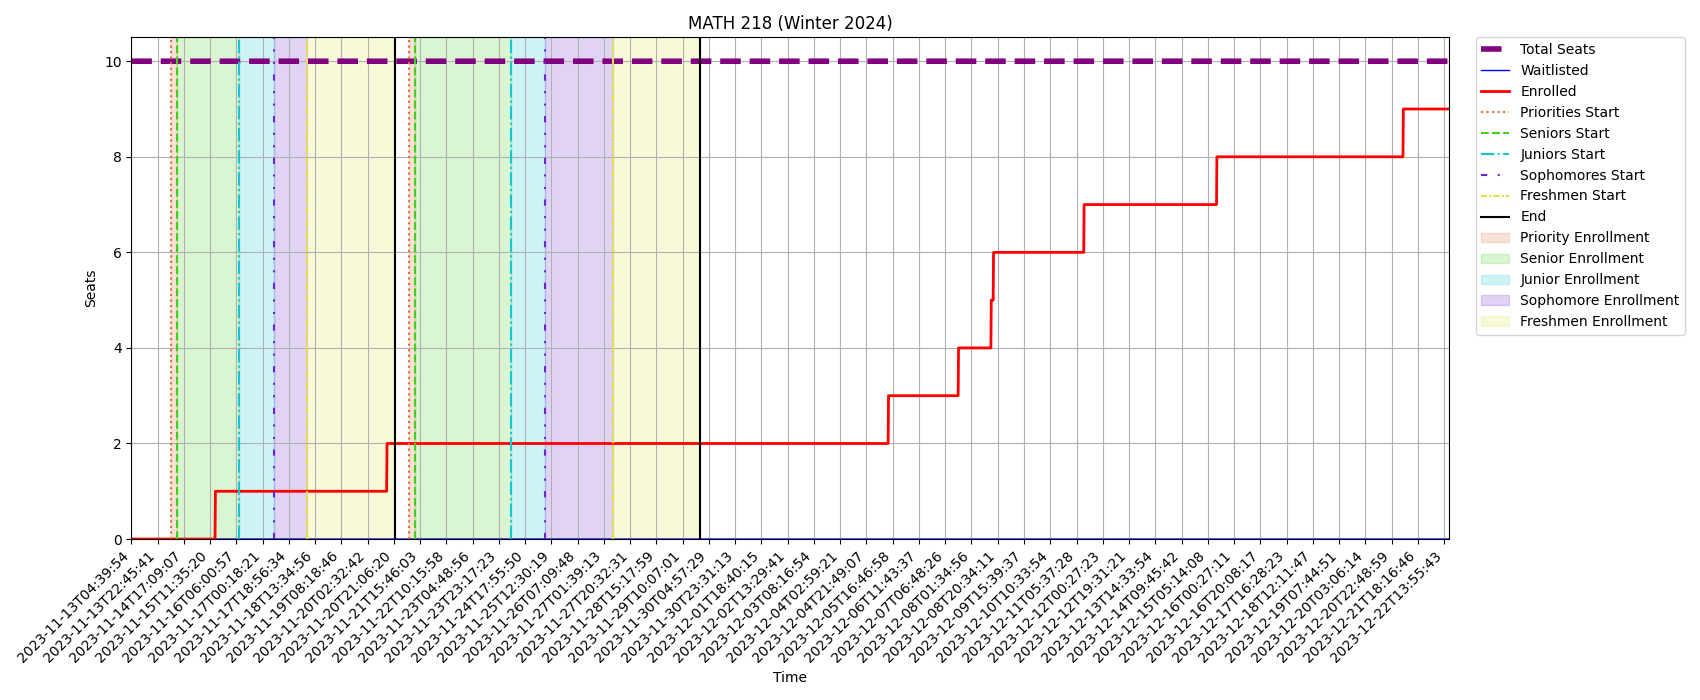 MATH 218 (Winter 2024)
Seats
10
8
6
4
2
0
2023-11-13T04:39:54
2023-11-13T22:45:41
2023-11-14T17:09:07
2023-11-15T11:35:20
2023-11-16T06:00:57
2023-11-17T00:18:21
2023-11-17T18:56:34
2023-11-18T13:34:56
2023-11-19T08:18:46
2023-11-20T02:32:42
2023-11-20T21:06:20
2023-11-21T15:46:03
2023-11-22T10:15:58
2023-11-23T04:48:56
2023-11-23T23:17:23
2023-11-24T17:55:50
2023-11-25T12:30:19
2023-11-26T07:09:48
2023-11-27T01:39:13
2023-11-27T20:32:31
2023-11-28T15:17:59
2023-11-29T10:07:01
2023-11-30T04:57:29
2023-11-30T23:31:13
2023-12-01T18:40:15
2023-12-02T13:29:41
2023-12-03T08:16:54
2023-12-04T02:59:21
2023-12-04T21:49:07
2023-12-05T16:46:58
2023-12-06T11:43:37
2023-12-07T06:48:26
2023-12-08T01:34:56
2023-12-08T20:34:11
2023-12-09T15:39:37
2023-12-10T10:33:54
2023-12-11T05:37:28
2023-12-12T00:27:23
2023-12-12T19:31:21
2023-12-13T14:33:54
2023-12-14T09:45:42
2023-12-15T05:14:08
2023-12-16T00:27:11
2023-12-16T20:08:17
2023-12-17T16:28:23
2023-12-18T12:11:47
2023-12-19T07:44:51
2023-12-20T03:06:14
2023-12-20T22:48:59
2023-12-21T18:16:46
2023-12-22T13:55:43
Time
Total Seats
Waitlisted
Enrolled
Priorities Start
Seniors Start
Juniors Start
Sophomores Start
Freshmen Start
End
Priority Enrollment
Senior Enrollment
Junior Enrollment
Sophomore Enrollment
Freshmen Enrollment